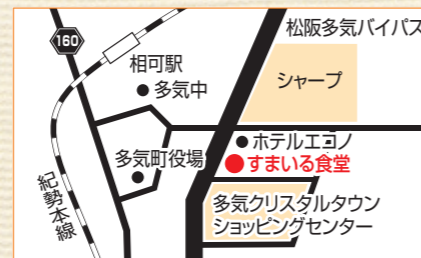 松阪多気バイパス
160
相可駅
多気中
シャープ
ホテルエコノ
すまいる食堂
多気町役場
紀勢本線
多気クリスタルタウン
ショッピングセンター